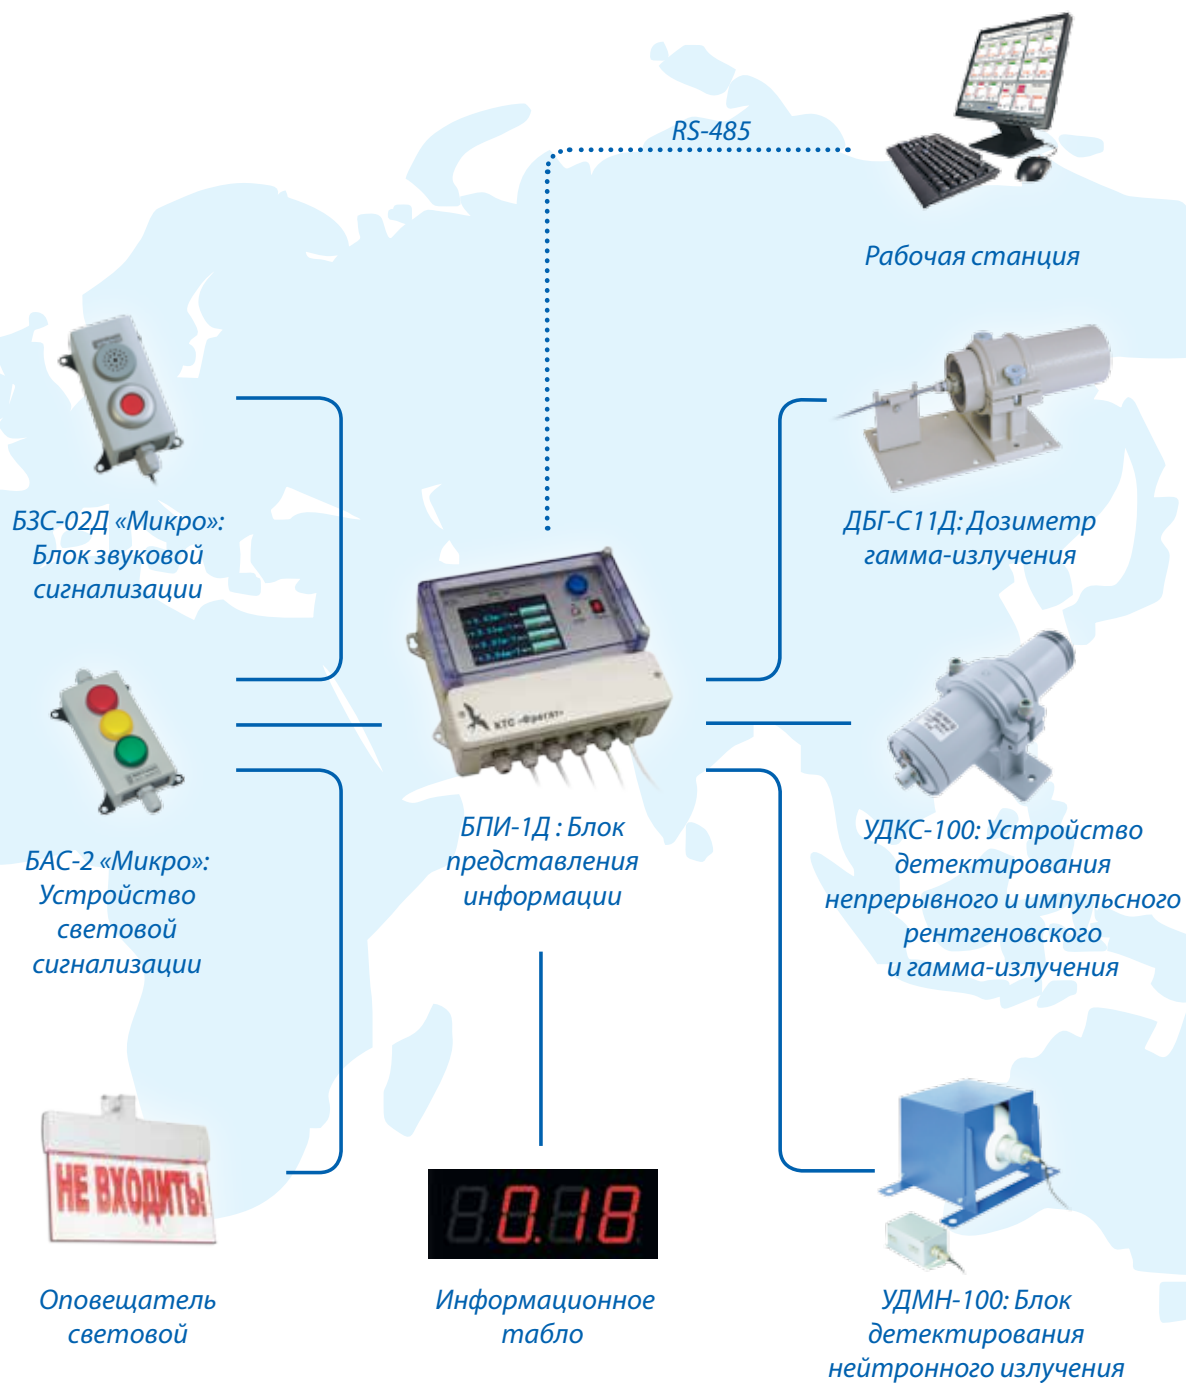 RS-485
Рабочая станция
БЗС-02Д «Микро»:
Блок звуковой
сигнализации
ДБГ-С11Д: Дозиметр
гамма-излучения
КТС «Фрегат»
БПИ-1Д : Блок
представления
информации
БАС-2 «Микро»:
Устройство
световой
сигнализации
УДКС-100: Устройство
детектирования
непрерывного и импульсного
рентгеновского
и гамма-излучения
НЕ ВХОДИТЬ!
Оповещатель
световой
0.18
Информационное
табло
УДМН-100: Блок
детектирования
нейтронного излучения